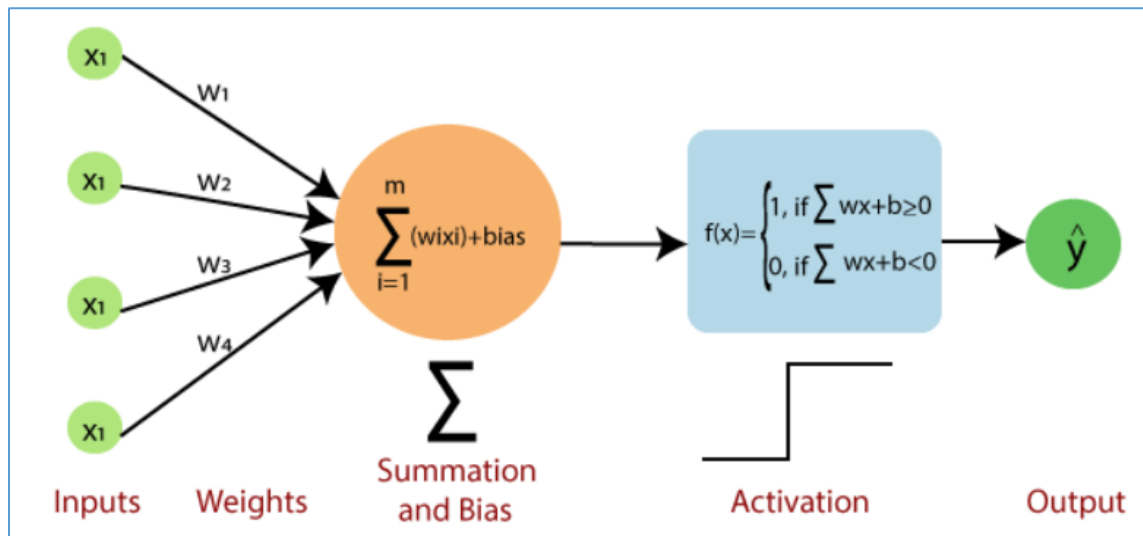 x1
x1
x1
x1
w1
w2
w3
w4
m
∑(wixi)+bias
i=1
f(x)={1, if ∑ wx+b≥0
0, if ∑ wx+b<0
ŷ
∑
Inputs
Weights
Summation
and Bias
Activation
Output